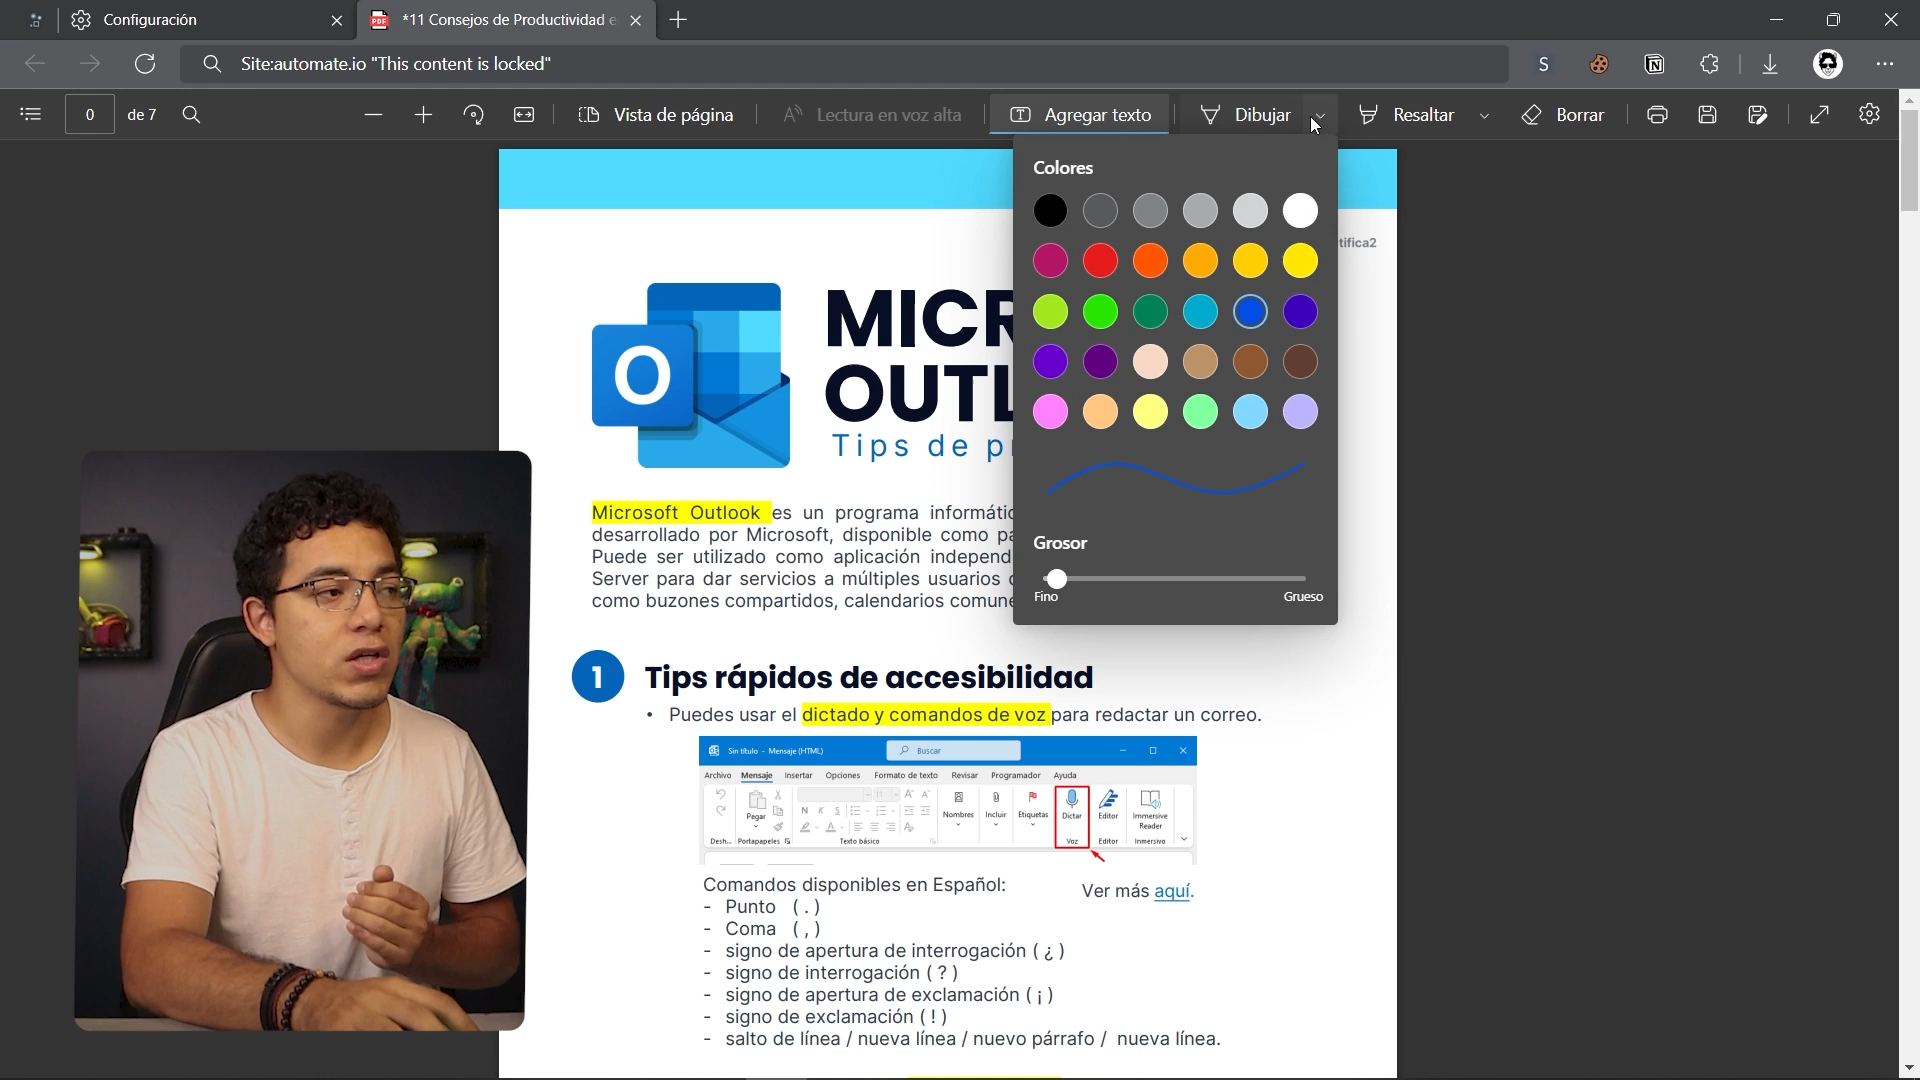 Configuración
*11 Consejos de Productividad e
Site:automate.io "This content is locked"
0 de 7
Vista de página
Lectura en voz alta
Agregar texto
Dibujar
Resaltar
Borrar
Colores
Grosor
Fino
Grueso
tifica2
O
MICR
OUTL
Tips de pr
Microsoft Outlook es un programa informátic
desarrollado por Microsoft, disponible como pa
Puede ser utilizado como aplicación independ
Server para dar servicios a múltiples usuarios
como buzones compartidos, calendarios comune
1 Tips rápidos de accesibilidad
• Puedes usar el dictado y comandos de voz para redactar un correo.
Sin título - Mensaje (HTML)
Buscar
Archivo Mensaje Insertar Opciones Formato de texto Revisar Programador Ayuda
Pegar
N K S
Nombres
Incluir
Etiquetas
Dictar
Editor
Immersive
Reader
Desh... Portapapeles Texto básico Voz Editor Inmersivo
Comandos disponibles en Español:
Ver más aquí.
- Punto (.)
- Coma (,)
- signo de apertura de interrogación (¿)
- signo de interrogación (?)
- signo de apertura de exclamación (¡)
- signo de exclamación (!)
- salto de línea / nueva línea / nuevo párrafo / nueva línea.